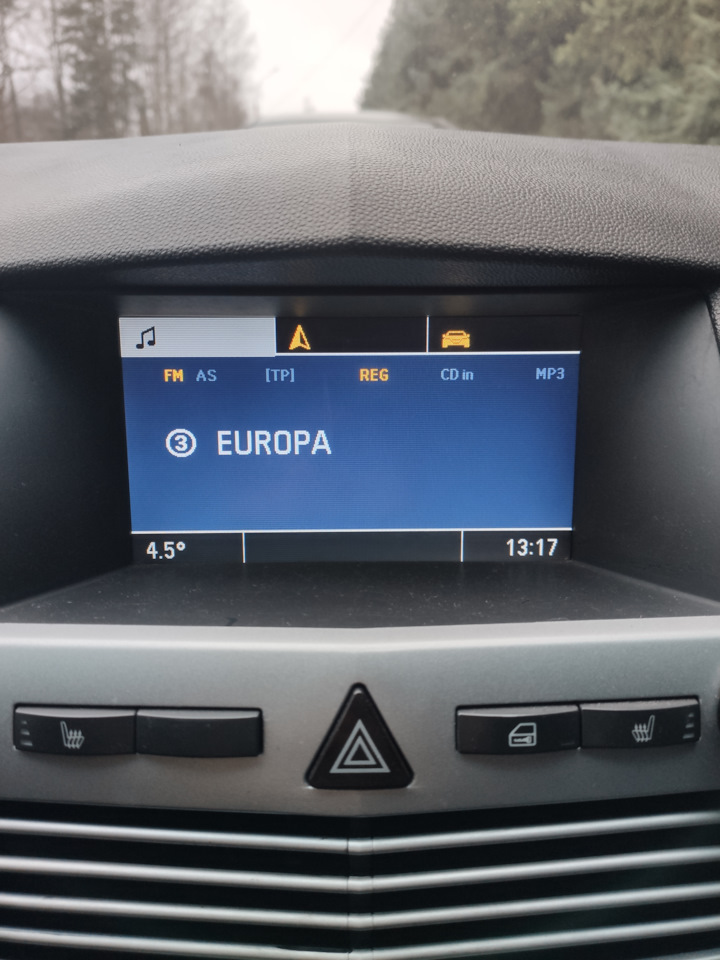 FM AS [TP] REG CD in MP3
3 EUROPA
4.5° 13:17